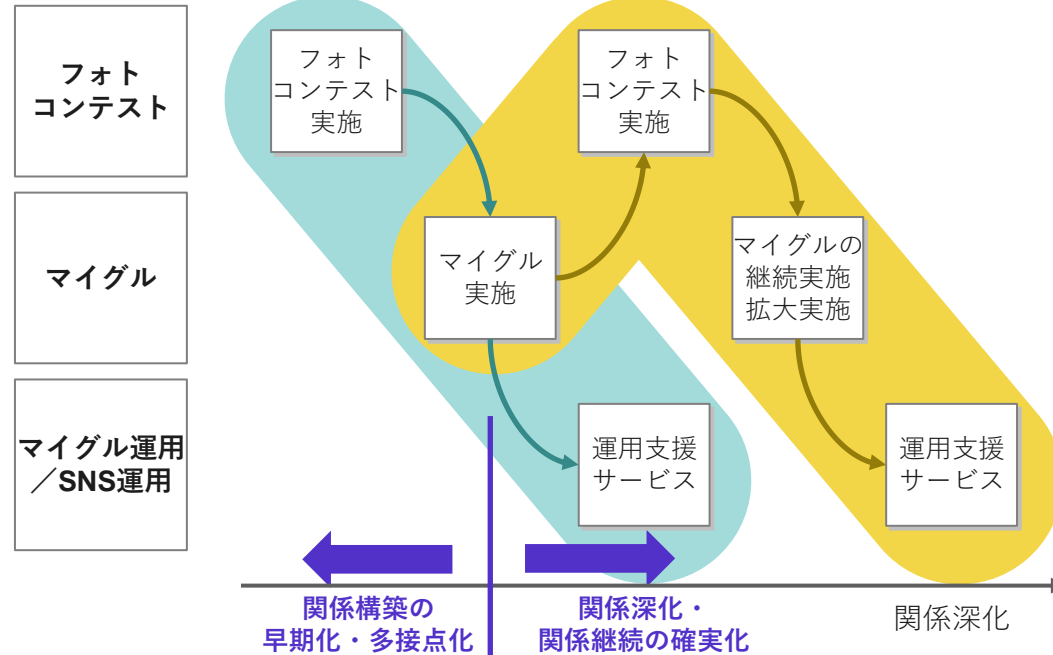 フォト
コンテスト
フォト
コンテスト
実施
フォト
コンテスト
実施
マイグル
マイグル
実施
マイグルの
継続実施
拡大実施
マイグル運用
／SNS運用
運用支援
サービス
運用支援
サービス
関係構築の
早期化・多接点化
関係深化・
関係継続の確実化
関係深化